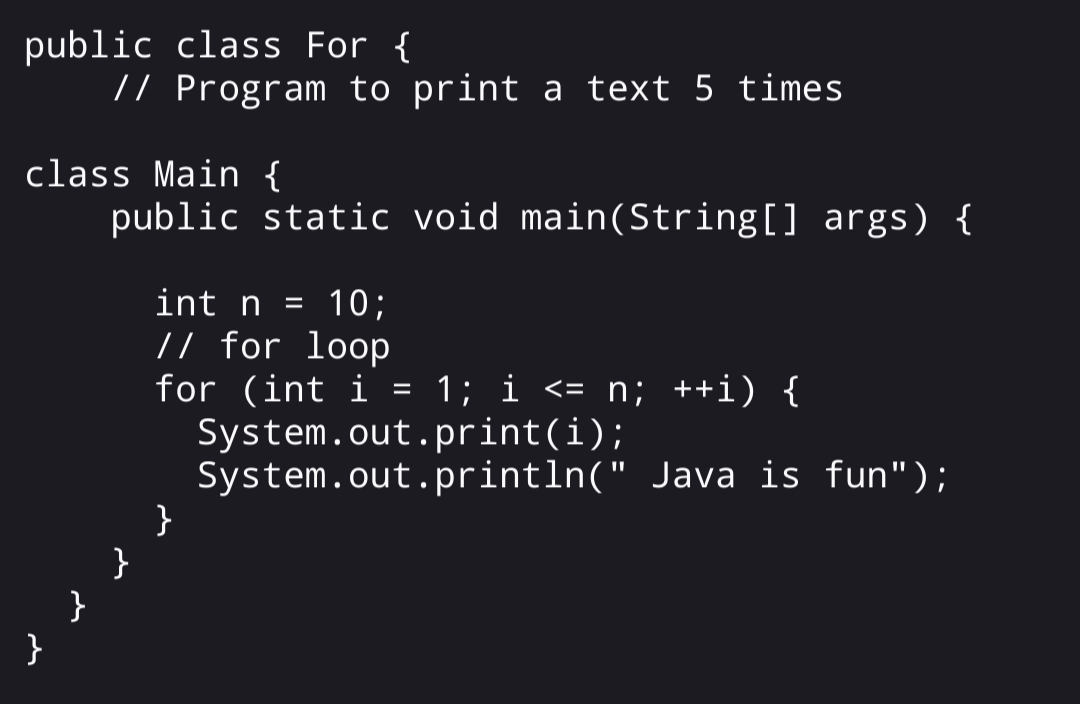 public class For {
    // Program to print a text 5 times
class Main {
    public static void main(String[] args) {
      int n = 10;
      // for loop
      for (int i = 1; i <= n; ++i) {
        System.out.print(i);
        System.out.println(" Java is fun");
      }
    }
  }
}